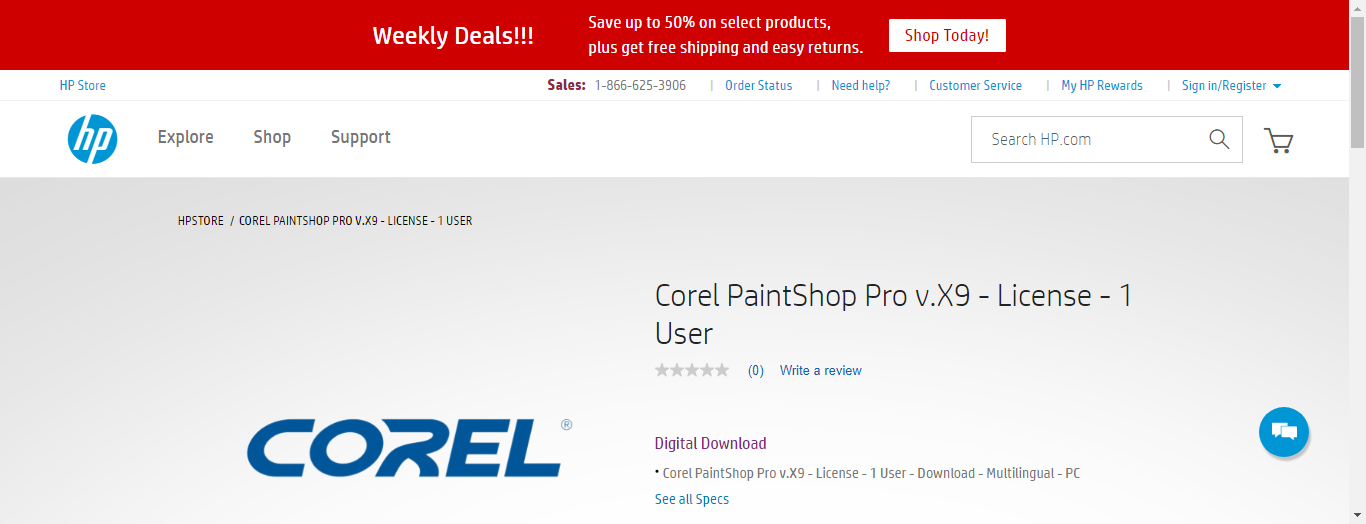 Weekly Deals!!!
Save up to 50% on select products,
plus get free shipping and easy returns.
Shop Today!
HP Store
Sales: 1-866-625-3906
Order Status
Need help?
Customer Service
My HP Rewards
Sign in/Register
hp
Explore
Shop
Support
Search HP.com
HPSTORE / COREL PAINTSHOP PRO V.X9 - LICENSE - 1 USER
Corel PaintShop Pro v.X9 - License - 1
User
(0)
Write a review
COREL®
Digital Download
• Corel PaintShop Pro v.X9 - License - 1 User - Download - Multilingual - PC
See all Specs